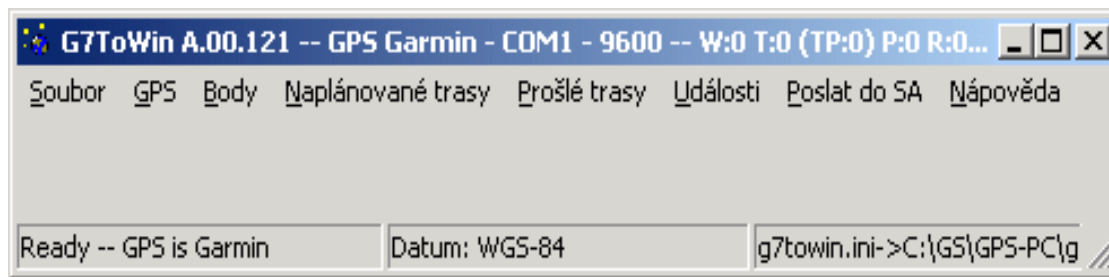 G7ToWin A.00.121 -- GPS Garmin - COM1 - 9600 -- W:0 T:0 (TP:0) P:0 R:0...
Soubor GPS Body Naplánované trasy Prošlé trasy Události Poslat do SA Nápověda
Ready -- GPS is Garmin Datum: WGS-84 g7towin.ini->C:\GS\GPS-PC\g